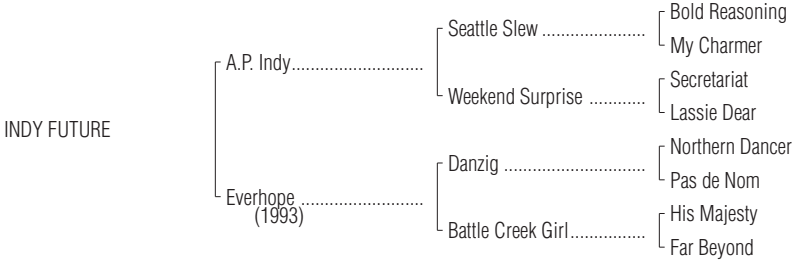 Bold Reasoning
Seattle Slew ......................
My Charmer
A.P. Indy............................
Secretariat
Weekend Surprise ............
Lassie Dear
INDY FUTURE
Northern Dancer
Danzig ..............................
Pas de Nom
Everhope ..........................
(1993)
His Majesty
Battle Creek Girl................
Far Beyond